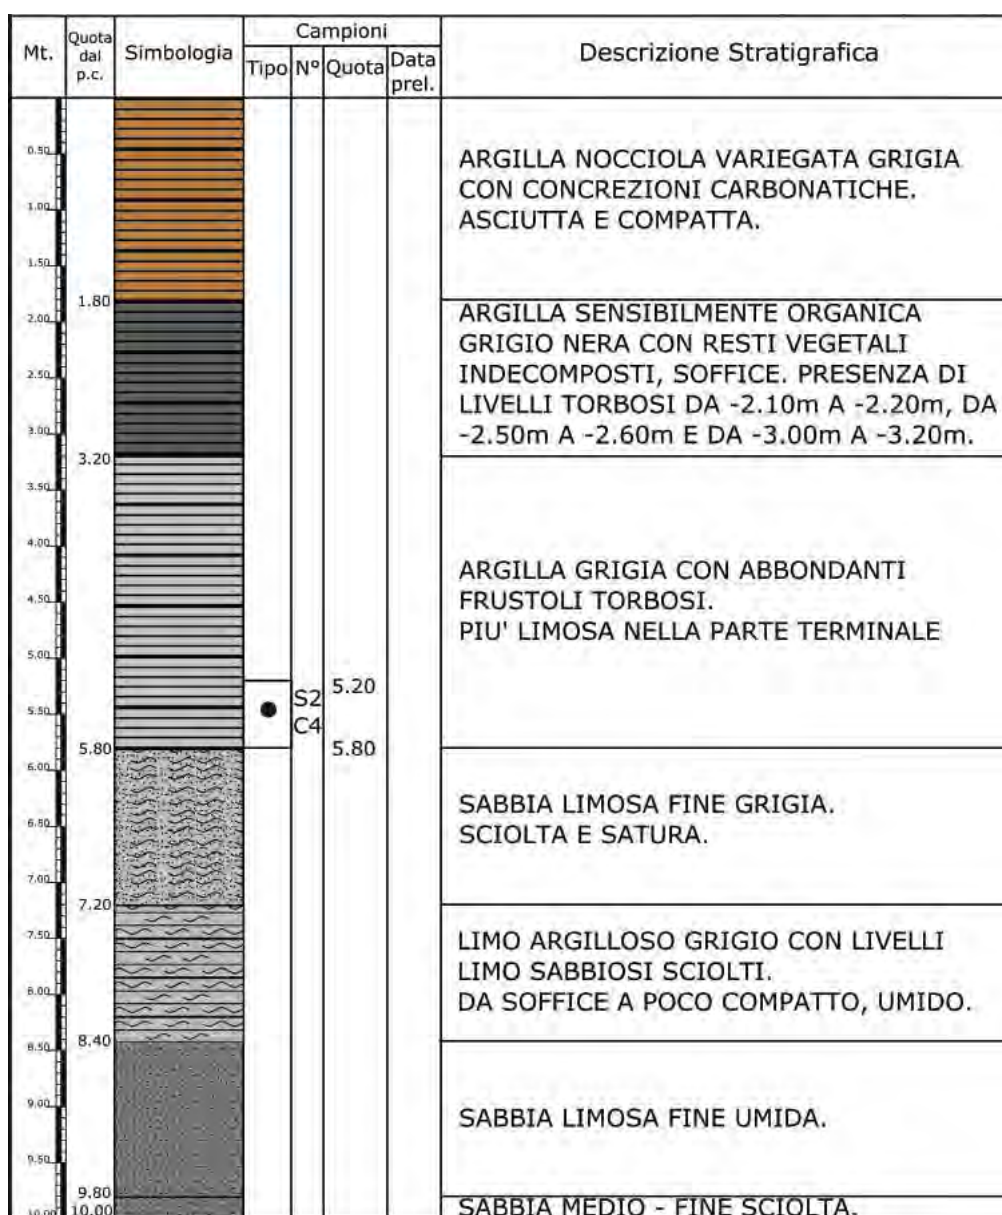 Mt.
Quota
dal
p.c.
Simbologia
Campioni
Tipo N° Quota Data
prel.
Descrizione Stratigrafica
0.50
1.00
1.50
1.80
ARGILLA NOCCIOLA VARIEGATA GRIGIA
CON CONCREZIONI CARBONATICHE.
ASCIUTTA E COMPATTA.
2.00
2.50
3.00
3.20
ARGILLA SENSIBILMENTE ORGANICA
GRIGIO NERA CON RESTI VEGETALI
INDECOMPOSTI, SOFFICE. PRESENZA DI
LIVELLI TORBOSI DA -2.10m A -2.20m, DA
-2.50m A -2.60m E DA -3.00m A -3.20m.
3.50
4.00
4.50
5.00
5.50
5.80
S2
C4
5.20
5.80
ARGILLA GRIGIA CON ABBONDANTI
FRUSTOLI TORBOSI.
PIU' LIMOSA NELLA PARTE TERMINALE
6.00
6.50
7.00
7.20
SABBIA LIMOSA FINE GRIGIA.
SCIOLTA E SATURA.
7.50
8.00
8.40
LIMO ARGILLOSO GRIGIO CON LIVELLI
LIMO SABBIOSI SCIOLTI.
DA SOFFICE A POCO COMPATTO, UMIDO.
8.50
9.00
9.50
9.80
SABBIA LIMOSA FINE UMIDA.
10.00
10.00
SABBIA MEDIO - FINE SCIOLTA.